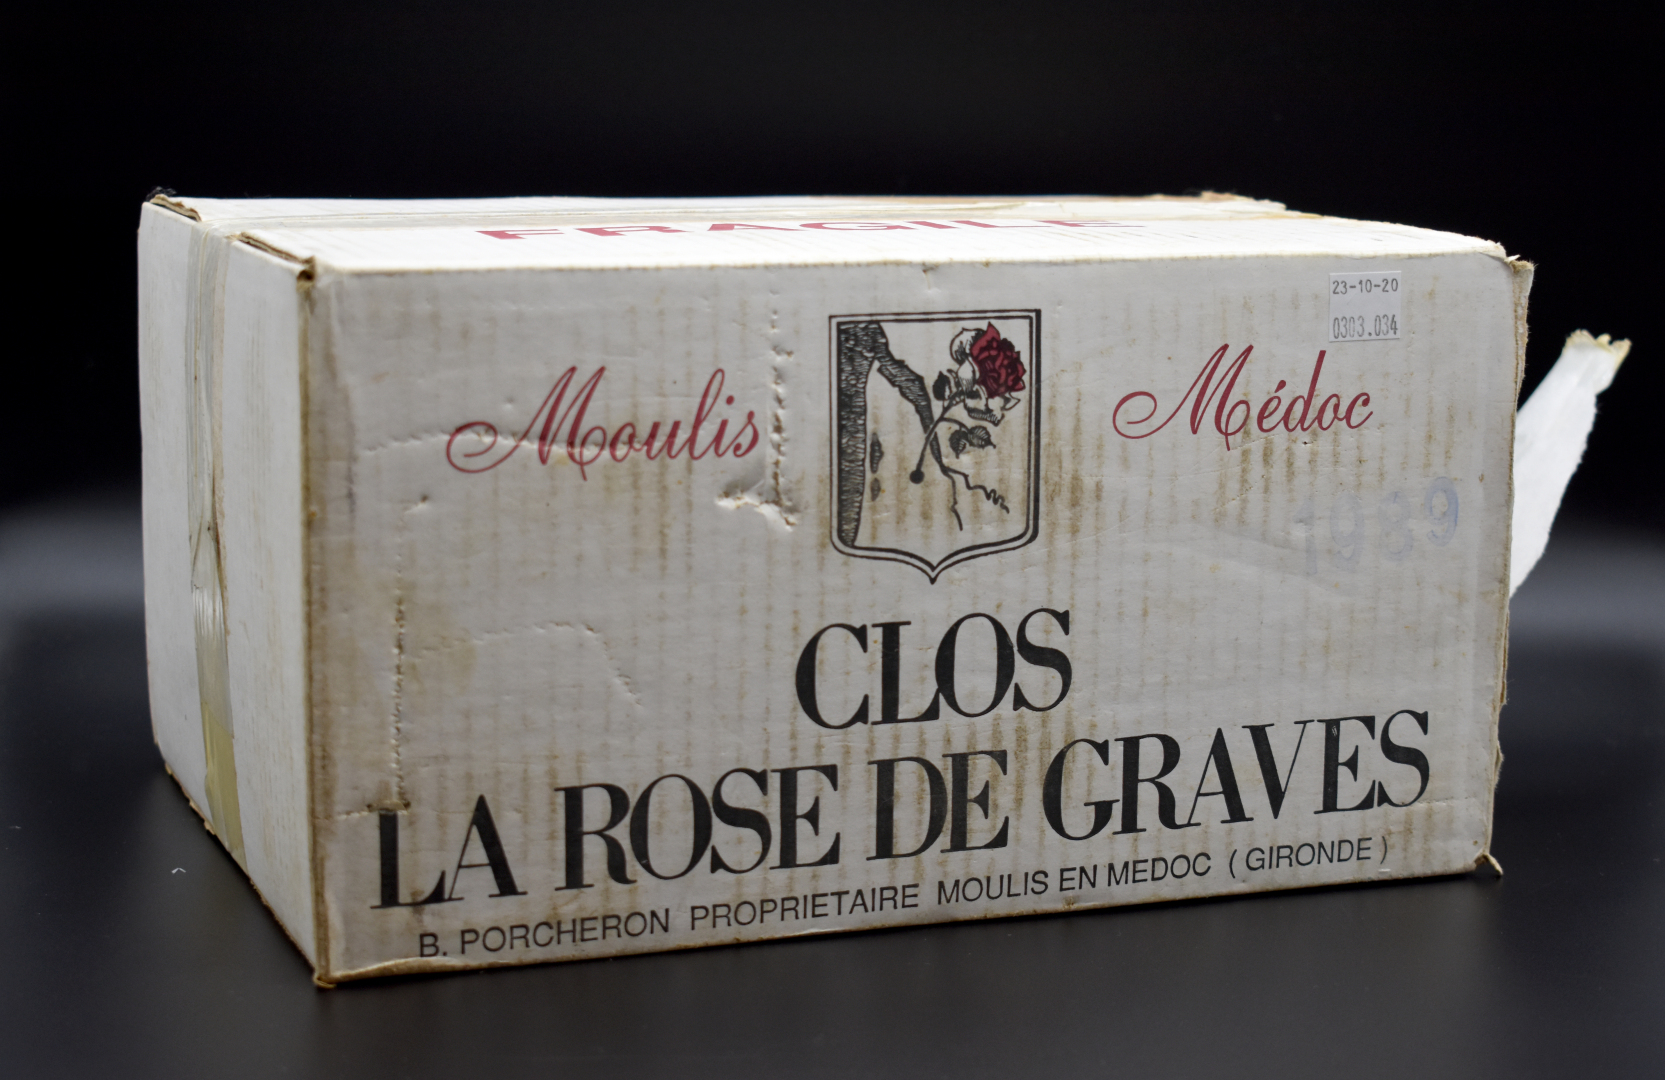 FRAGILE
23-10-20
0303.034
Moulis
Médoc
1989
CLOS
LA ROSE DE GRAVES
B. PORCHERON PROPRIETAIRE MOULIS EN MEDOC ( GIRONDE )